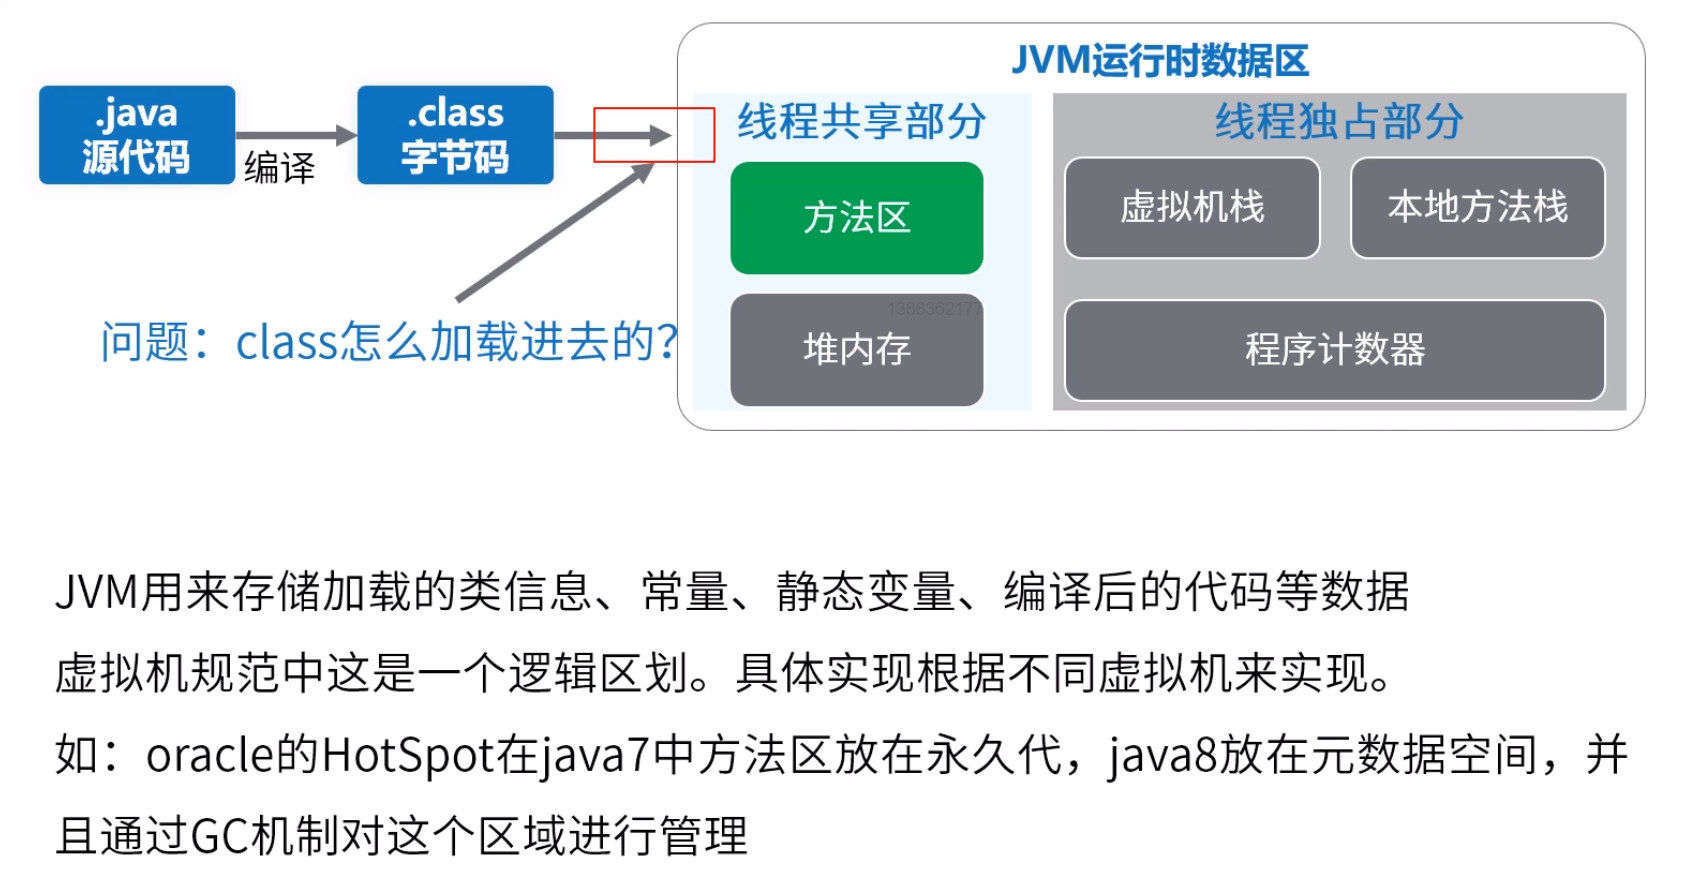 JVM运行时数据区
.java
源代码
编译
.class
字节码
线程共享部分
线程独占部分
方法区
虚拟机栈
本地方法栈
1388362177
堆内存
程序计数器
问题：class怎么加载进去的?
JVM用来存储加载的类信息、常量、静态变量、编译后的代码等数据
虚拟机规范中这是一个逻辑区划。具体实现根据不同虚拟机来实现。
如：oracle的HotSpot在java7中方法区放在永久代，java8放在元数据空间，并
且通过GC机制对这个区域进行管理